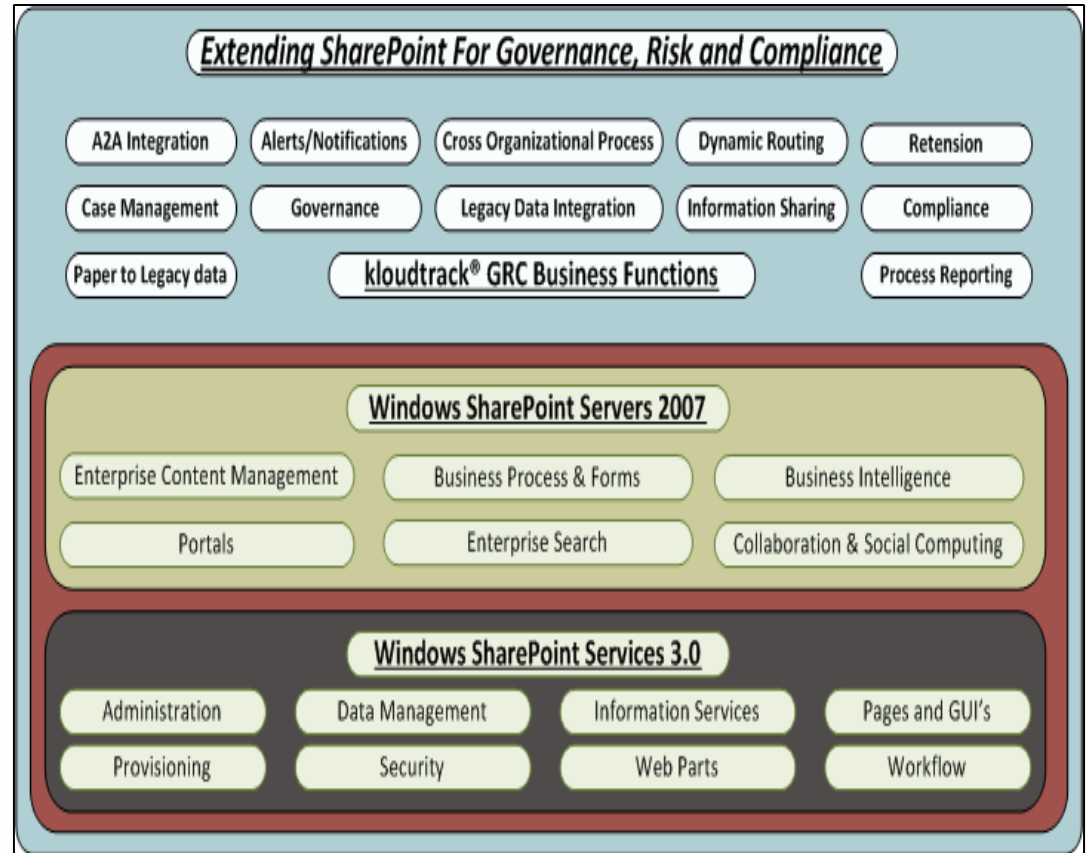 Extending SharePoint For Governance, Risk and Compliance
A2A Integration
Alerts/Notifications
Cross Organizational Process
Dynamic Routing
Retension
Case Management
Governance
Legacy Data Integration
Information Sharing
Compliance
Paper to Legacy data
kloudtrack® GRC Business Functions
Process Reporting
Windows SharePoint Servers 2007
Enterprise Content Management
Business Process & Forms
Business Intelligence
Portals
Enterprise Search
Collaboration & Social Computing
Windows SharePoint Services 3.0
Administration
Data Management
Information Services
Pages and GUI's
Provisioning
Security
Web Parts
Workflow